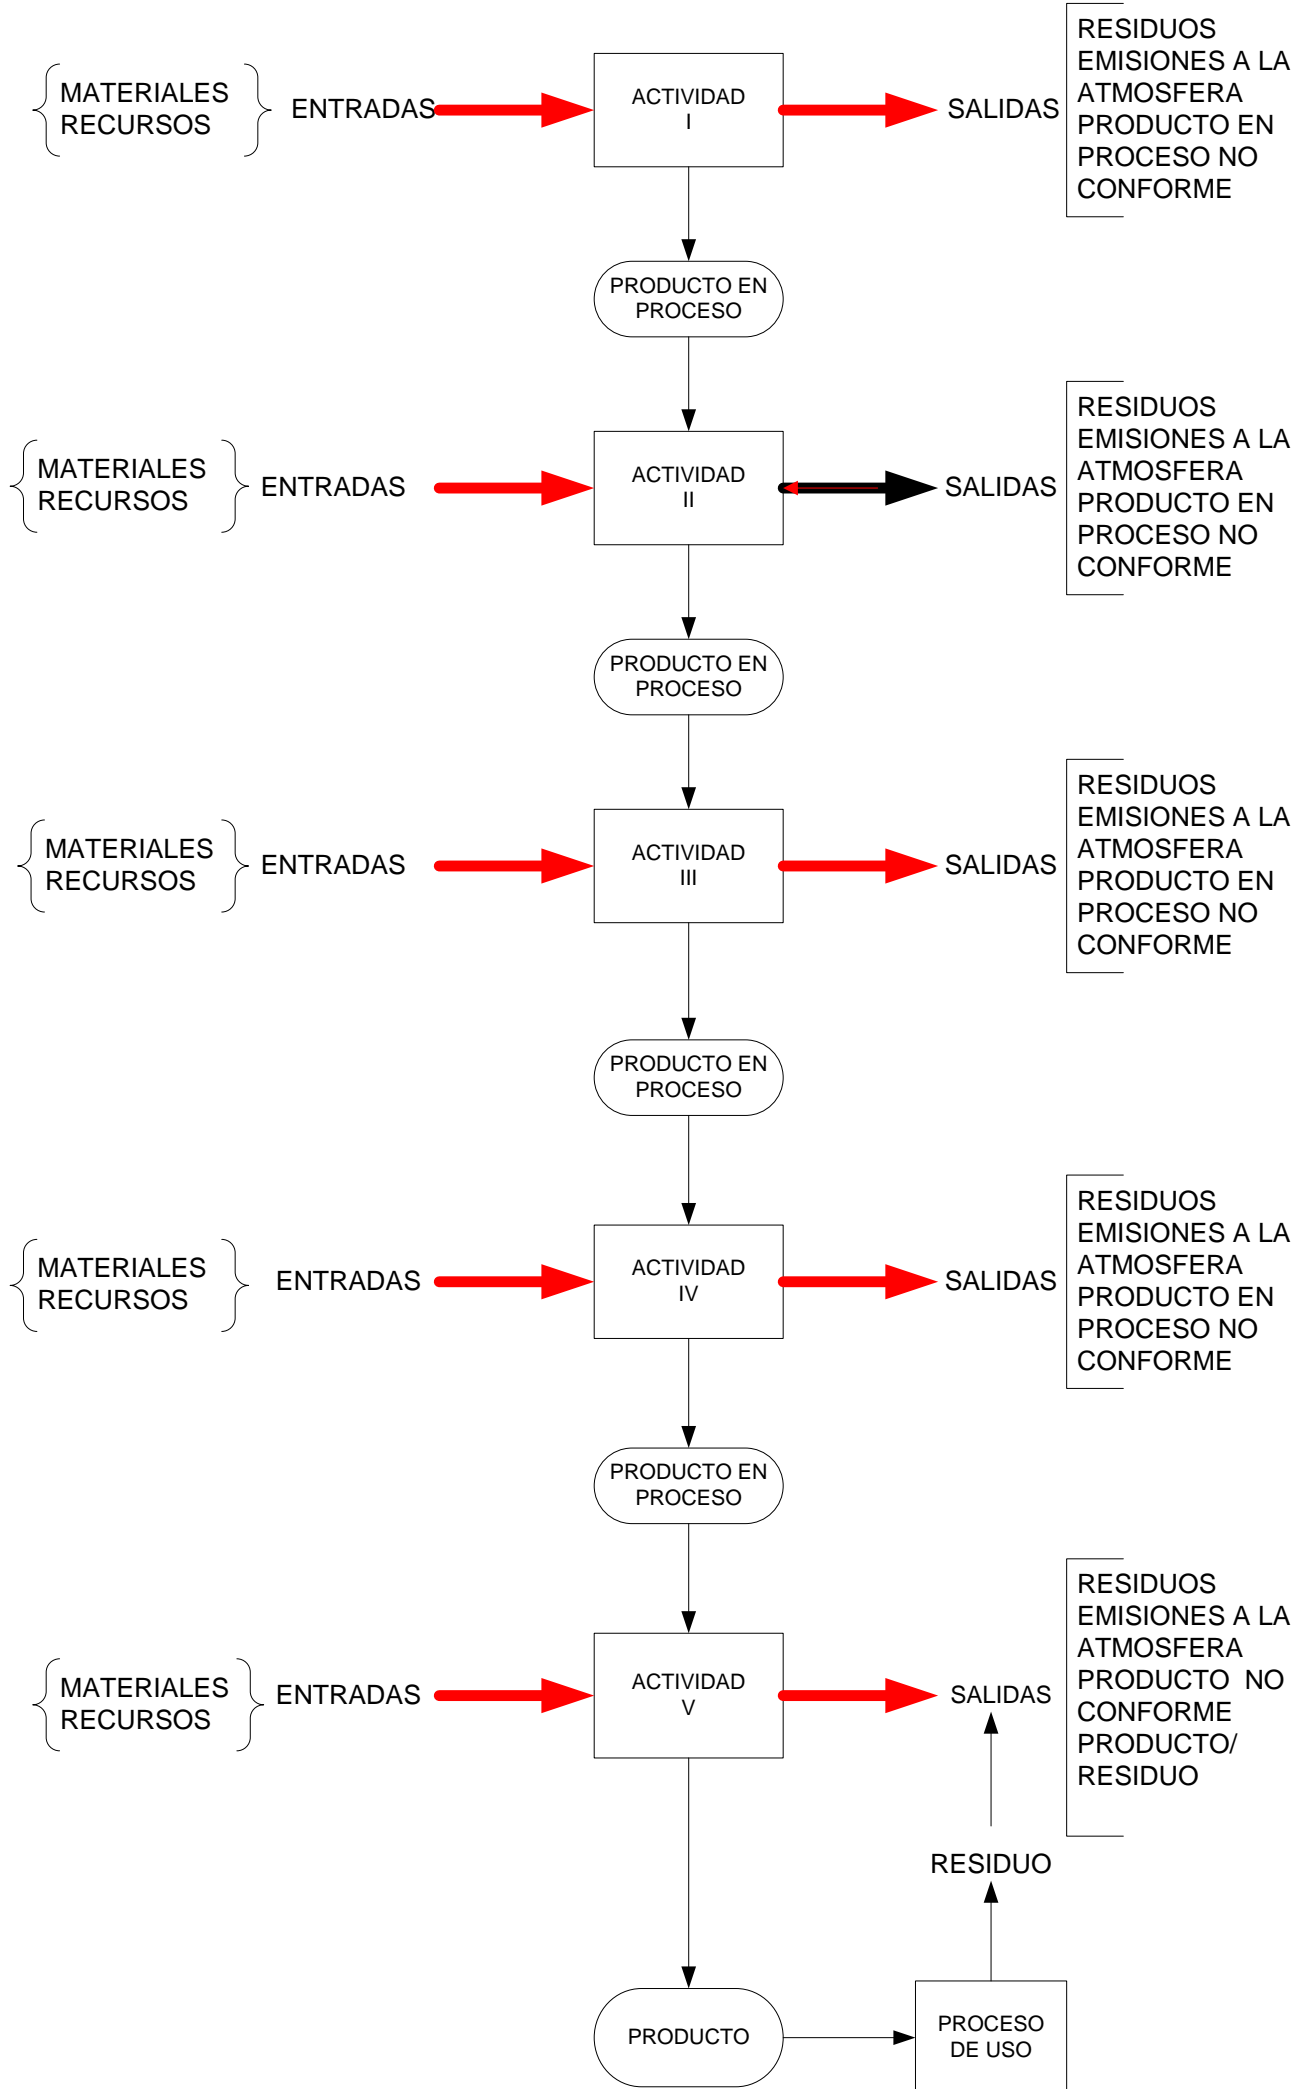 MATERIALES
RECURSOS
ENTRADAS
ACTIVIDAD
I
SALIDAS
RESIDUOS
EMISIONES A LA
ATMOSFERA
PRODUCTO EN
PROCESO NO
CONFORME
PRODUCTO EN
PROCESO
MATERIALES
RECURSOS
ENTRADAS
ACTIVIDAD
II
SALIDAS
RESIDUOS
EMISIONES A LA
ATMOSFERA
PRODUCTO EN
PROCESO NO
CONFORME
PRODUCTO EN
PROCESO
MATERIALES
RECURSOS
ENTRADAS
ACTIVIDAD
III
SALIDAS
RESIDUOS
EMISIONES A LA
ATMOSFERA
PRODUCTO EN
PROCESO NO
CONFORME
PRODUCTO EN
PROCESO
MATERIALES
RECURSOS
ENTRADAS
ACTIVIDAD
IV
SALIDAS
RESIDUOS
EMISIONES A LA
ATMOSFERA
PRODUCTO EN
PROCESO NO
CONFORME
PRODUCTO EN
PROCESO
MATERIALES
RECURSOS
ENTRADAS
ACTIVIDAD
V
SALIDAS
RESIDUOS
EMISIONES A LA
ATMOSFERA
PRODUCTO  NO
CONFORME
PRODUCTO/
RESIDUO
RESIDUO
PRODUCTO
PROCESO
DE USO